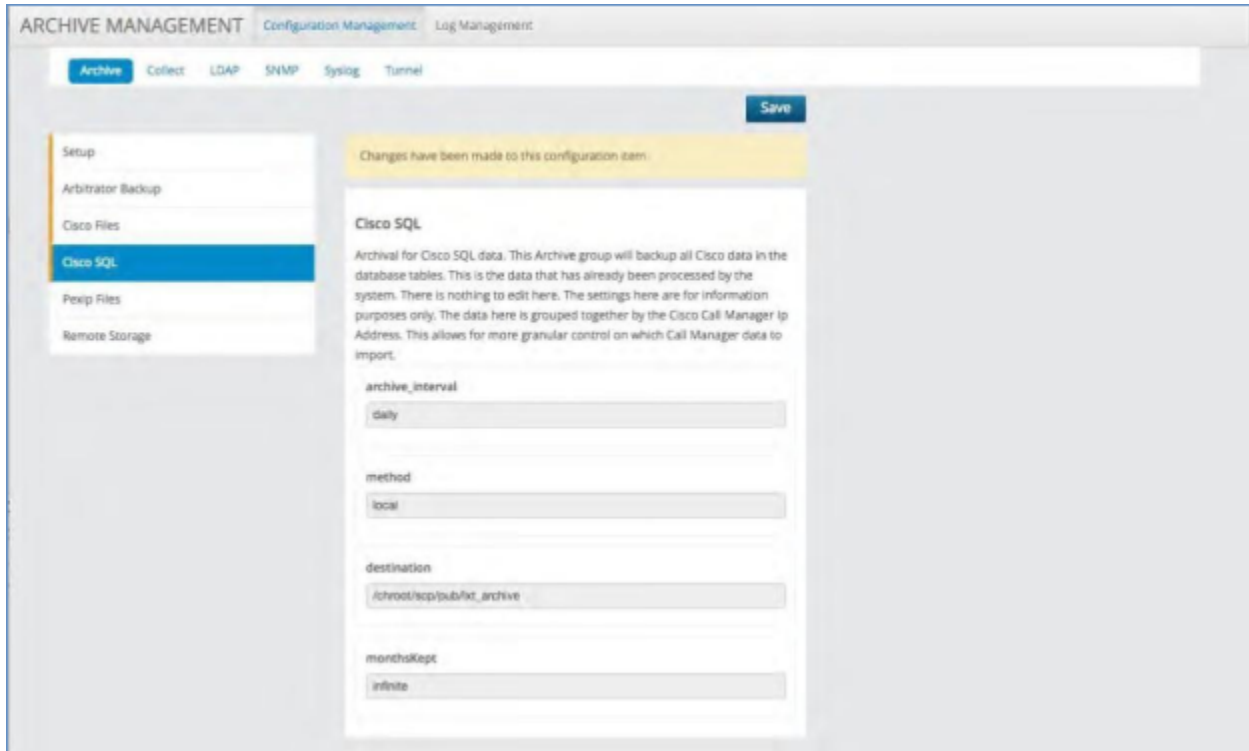 ARCHIVE MANAGEMENT Configuration Management Log Management
Archive Collect LDAP SNMP Syslog Tunnel
Save
Setup
Arbitrator Backup
Cisco Files
Cisco SQL
Pexip Files
Remote Storage
Changes have been made to this configuration item
Cisco SQL
Archival for Cisco SQL data. This Archive group will backup all Cisco data in the
database tables. This is the data that has already been processed by the
system. There is nothing to edit here. The settings here are for information
purposes only. The data here is grouped together by the Cisco Call Manager Ip
Address. This allows for more granular control on which Call Manager data to
import.
archive_interval
daily
method
local
destination
/chroot/scp/pub/lxt_archive
monthsKept
infinite